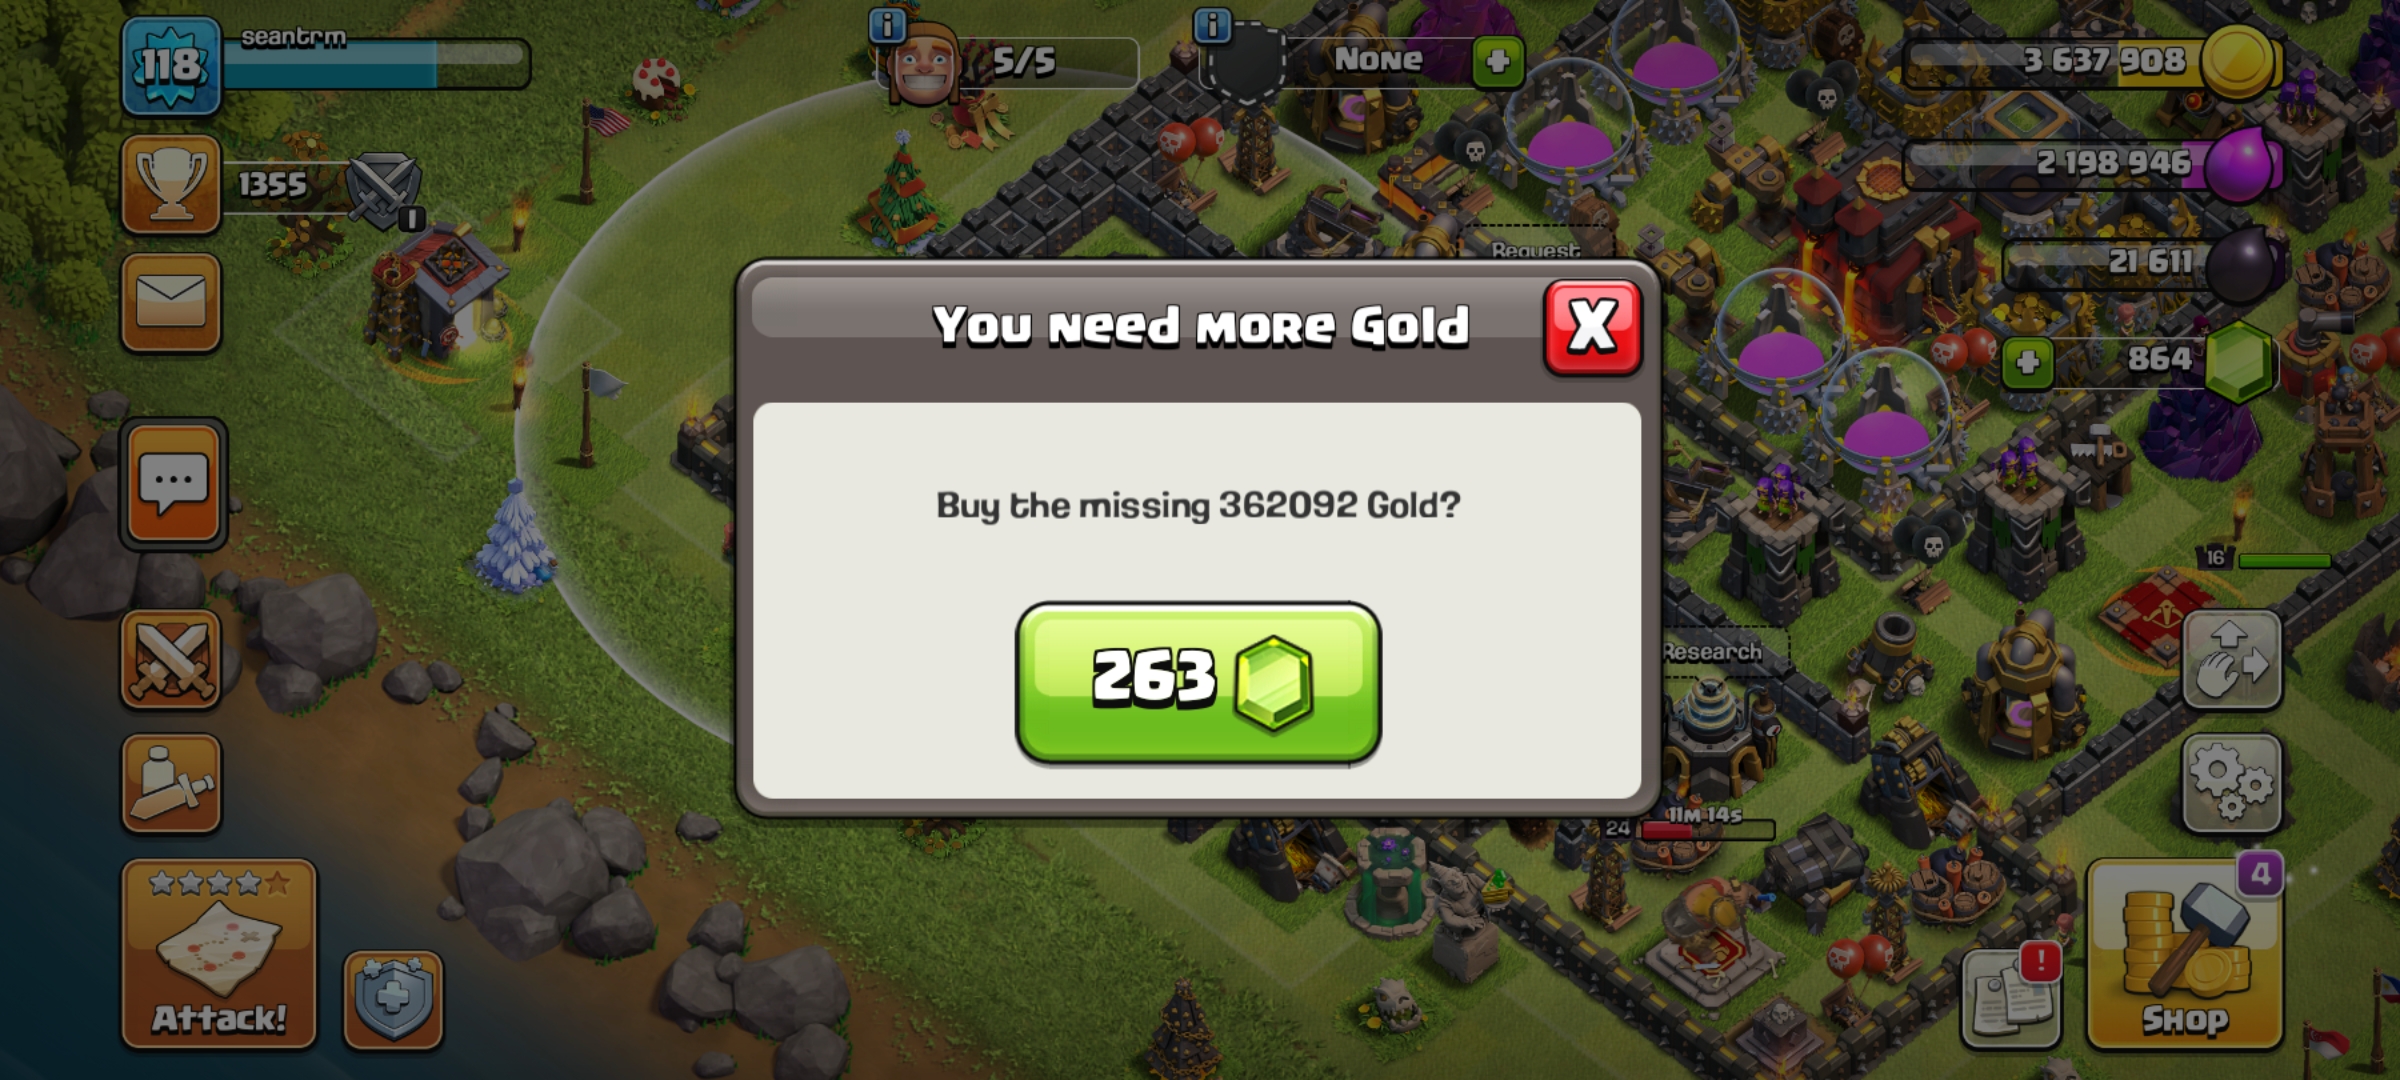 118
seantrm
5/5
None
3 637 908
1355
I
2 198 946
Request
21 611
You need more Gold
X
864
Buy the missing 362092 Gold?
16
263
Research
11m 14s
24
4
!
Attack!
Shop